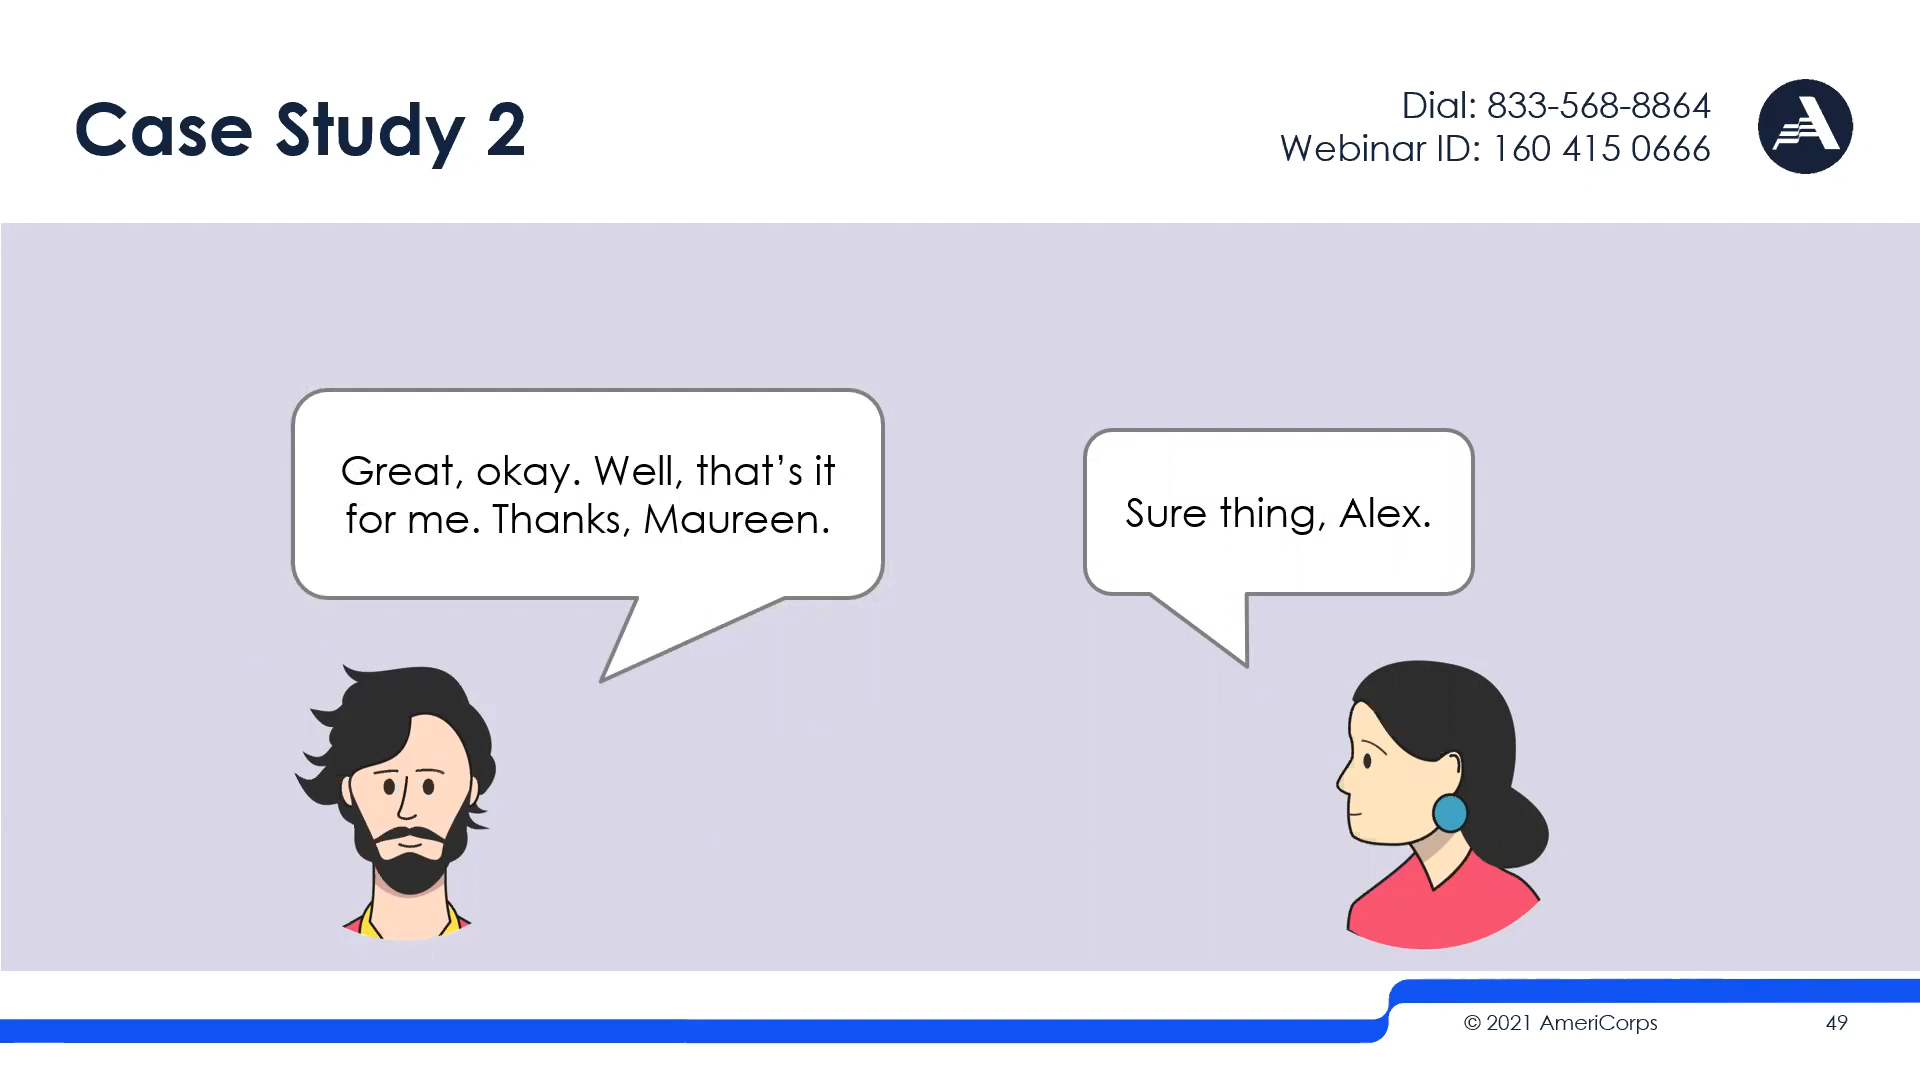 Case Study 2
Dial: 833-568-8864
Webinar ID: 160 415 0666
Great, okay. Well, that’s it
for me. Thanks, Maureen.
Sure thing, Alex.
© 2021 AmeriCorps
49